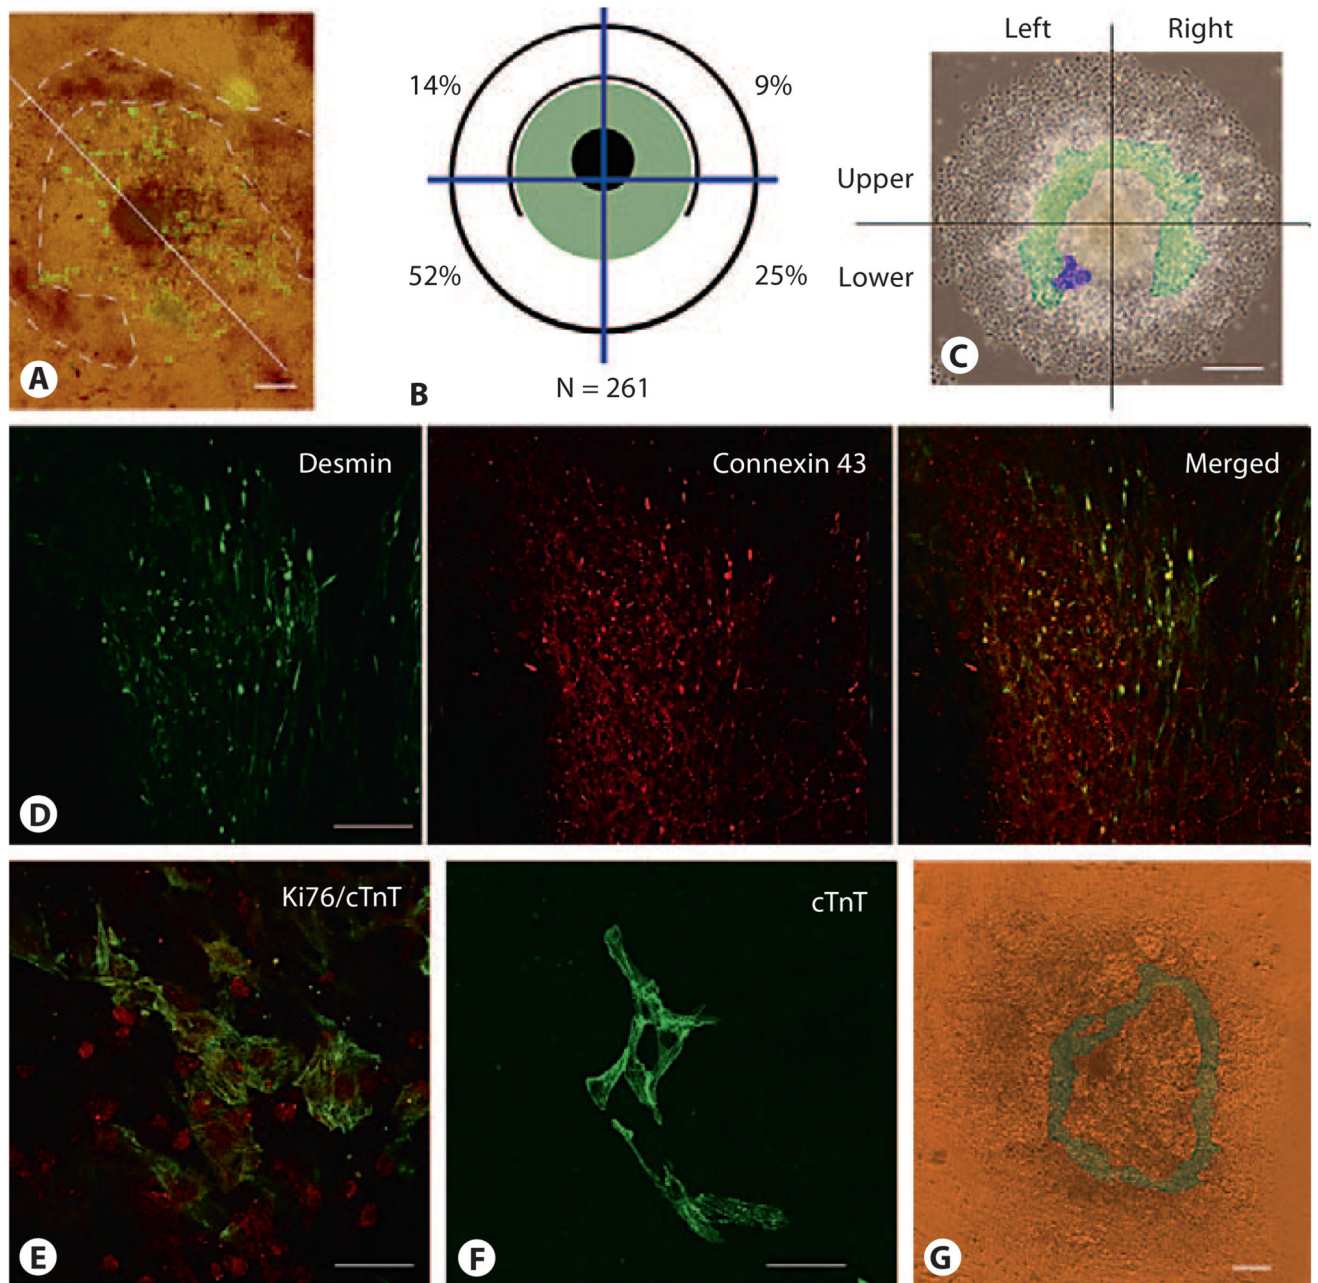 A
14%
9%
52%
25%
B
N = 261
Left
Right
Upper
Lower
C
Desmin
Connexin 43
Merged
D
Ki76/cTnT
E
cTnT
F
G